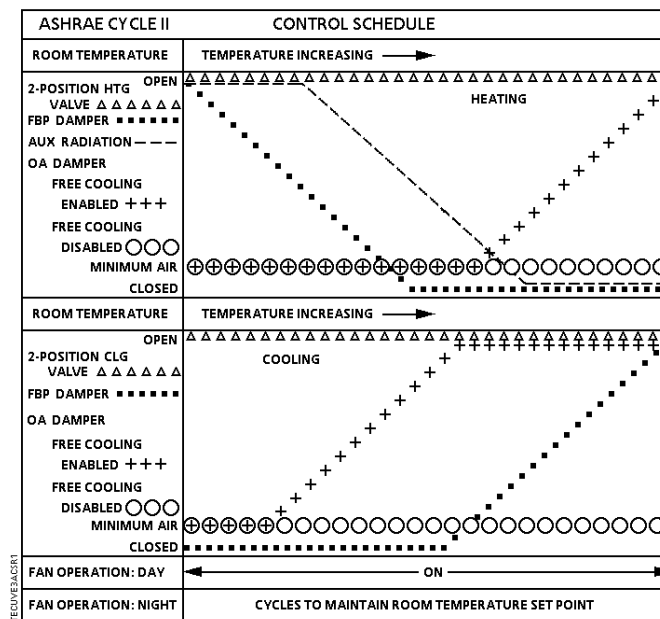 ASHRAE CYCLE II CONTROL SCHEDULE
ROOM TEMPERATURE TEMPERATURE INCREASING
OPEN
2-POSITION HTG
VALVE
HEATING
FBP DAMPER
AUX RADIATION
OA DAMPER
FREE COOLING
ENABLED
FREE COOLING
DISABLED
MINIMUM AIR
CLOSED
ROOM TEMPERATURE TEMPERATURE INCREASING
OPEN
2-POSITION CLG
VALVE
COOLING
FBP DAMPER
OA DAMPER
FREE COOLING
ENABLED
FREE COOLING
DISABLED
MINIMUM AIR
CLOSED
FAN OPERATION: DAY ON
FAN OPERATION: NIGHT CYCLES TO MAINTAIN ROOM TEMPERATURE SET POINT